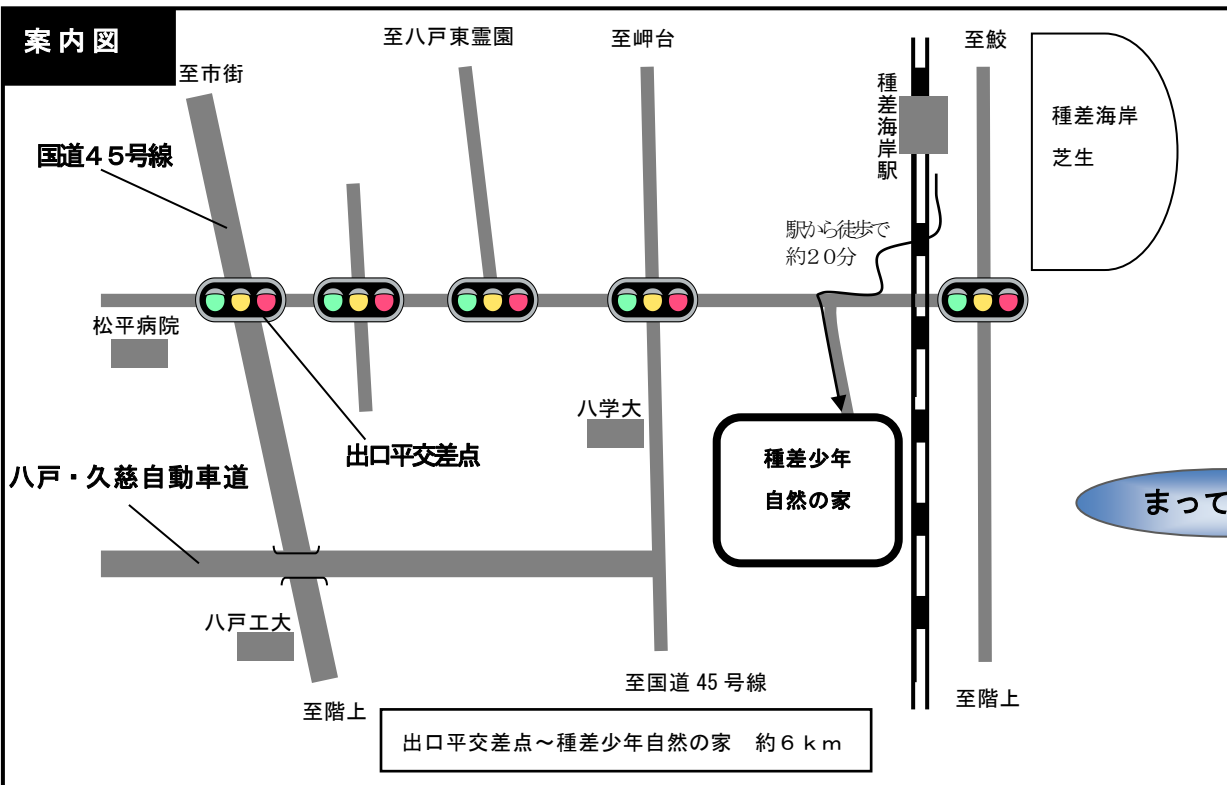 案内図
至八戸東霊園
至岬台
至鮫
至市街
種差海岸駅
種差海岸
芝生
国道４５号線
駅から徒歩で
約２０分
松平病院
八学大
出口平交差点
種差少年
自然の家
八戸・久慈自動車道
まって
八戸工大
至国道 45 号線
至階上
至階上
出口平交差点～種差少年自然の家　約６ｋｍ